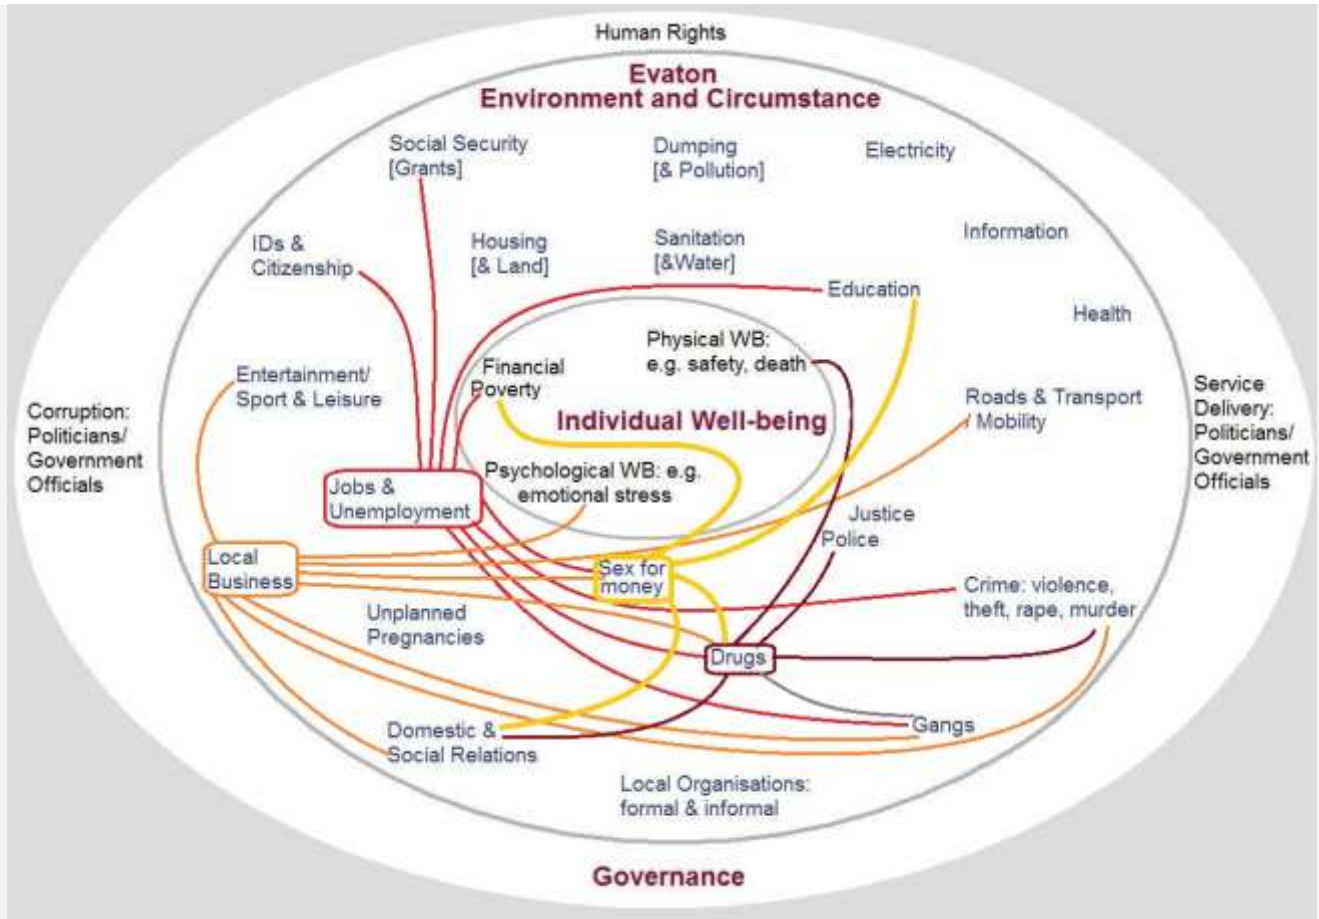 Human Rights
Evaton
Environment and Circumstance
Social Security
[Grants]
Dumping
[& Pollution]
Electricity
IDs &
Citizenship
Housing
[& Land]
Sanitation
[&Water]
Information
Education
Health
Physical WB:
e.g. safety, death
Financial
Poverty
Entertainment/
Sport & Leisure
Individual Well-being
Roads & Transport
/ Mobility
Corruption:
Politicians/
Government
Officials
Service
Delivery:
Politicians/
Government
Officials
Psychological WB: e.g.
emotional stress
Jobs &
Unemployment
Justice
Police
Local
Business
Sex for
money
Crime: violence,
theft, rape, murder
Unplanned
Pregnancies
Drugs
Gangs
Domestic &
Social Relations
Local Organisations:
formal & informal
Governance